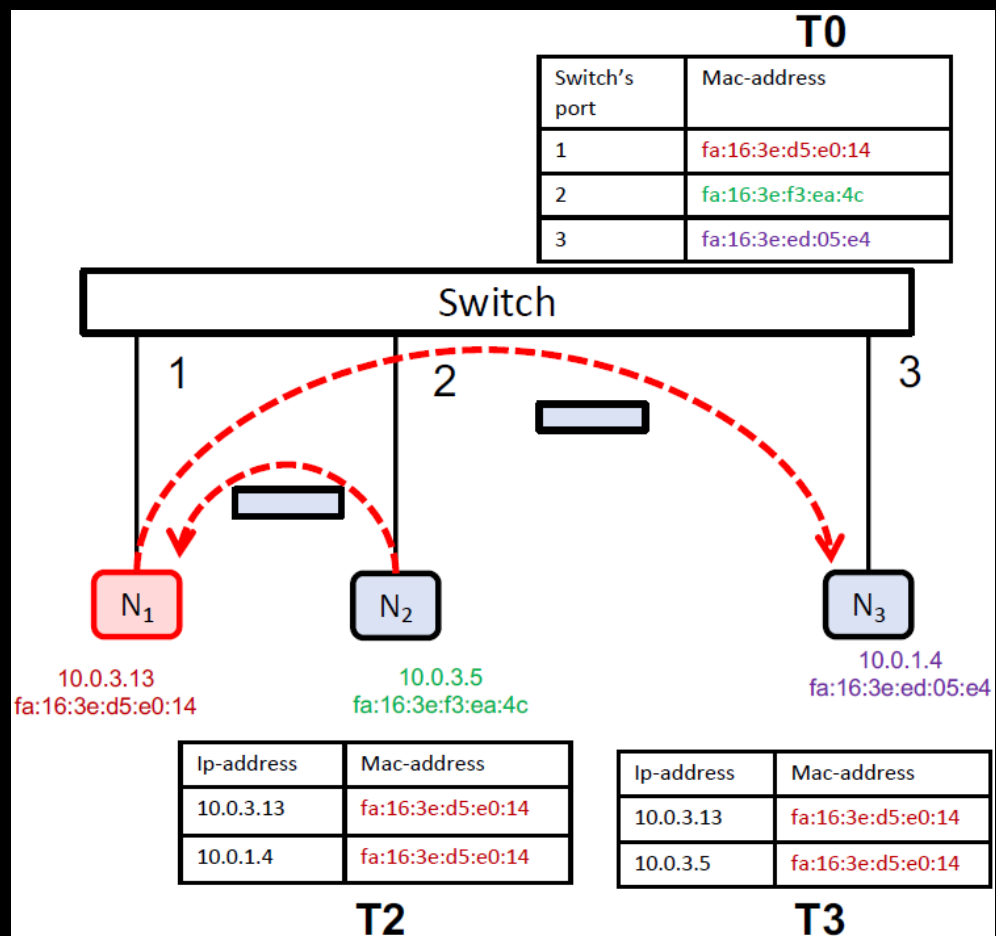 T0
Switch's port Mac-address
1 fa:16:3e:d5:e0:14
2 fa:16:3e:f3:ea:4c
3 fa:16:3e:ed:05:e4
Switch
1 2 3
N1 N2 N3
10.0.3.13
fa:16:3e:d5:e0:14
10.0.3.5
fa:16:3e:f3:ea:4c
10.0.1.4
fa:16:3e:ed:05:e4
Ip-address Mac-address
10.0.3.13 fa:16:3e:d5:e0:14
10.0.1.4 fa:16:3e:d5:e0:14
T2
Ip-address Mac-address
10.0.3.13 fa:16:3e:d5:e0:14
10.0.3.5 fa:16:3e:d5:e0:14
T3